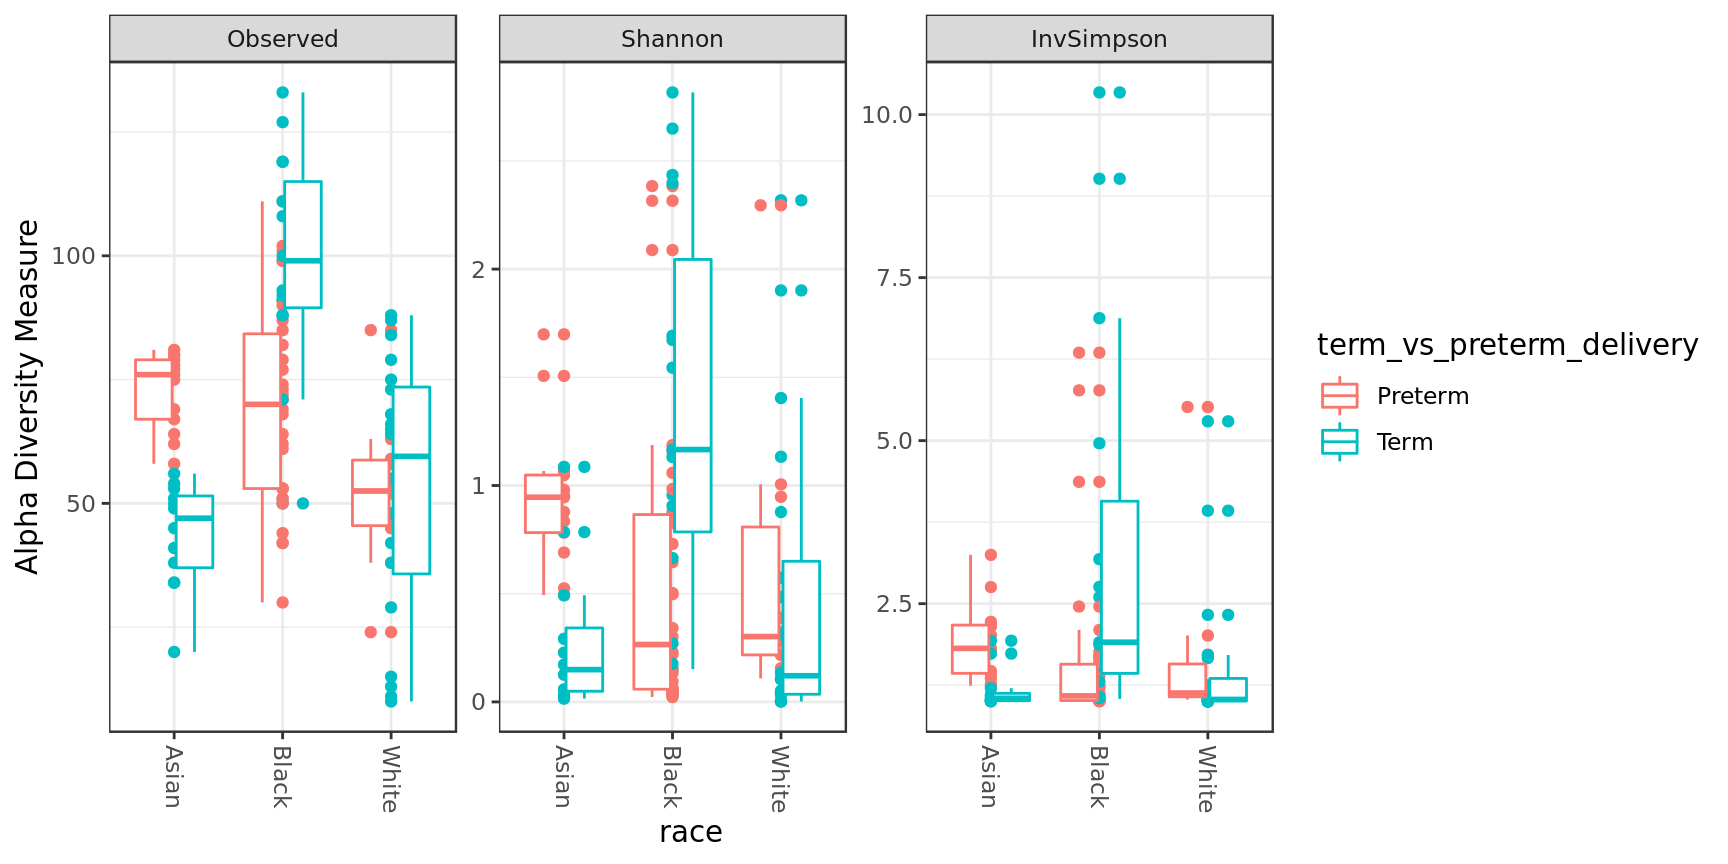 Observed
Shannon
InvSimpson
Alpha Diversity Measure
100
50
2
1
0
10.0
7.5
5.0
2.5
Asian
Black
White
Asian
Black
White
Asian
Black
White
race
term_vs_preterm_delivery
Preterm
Term